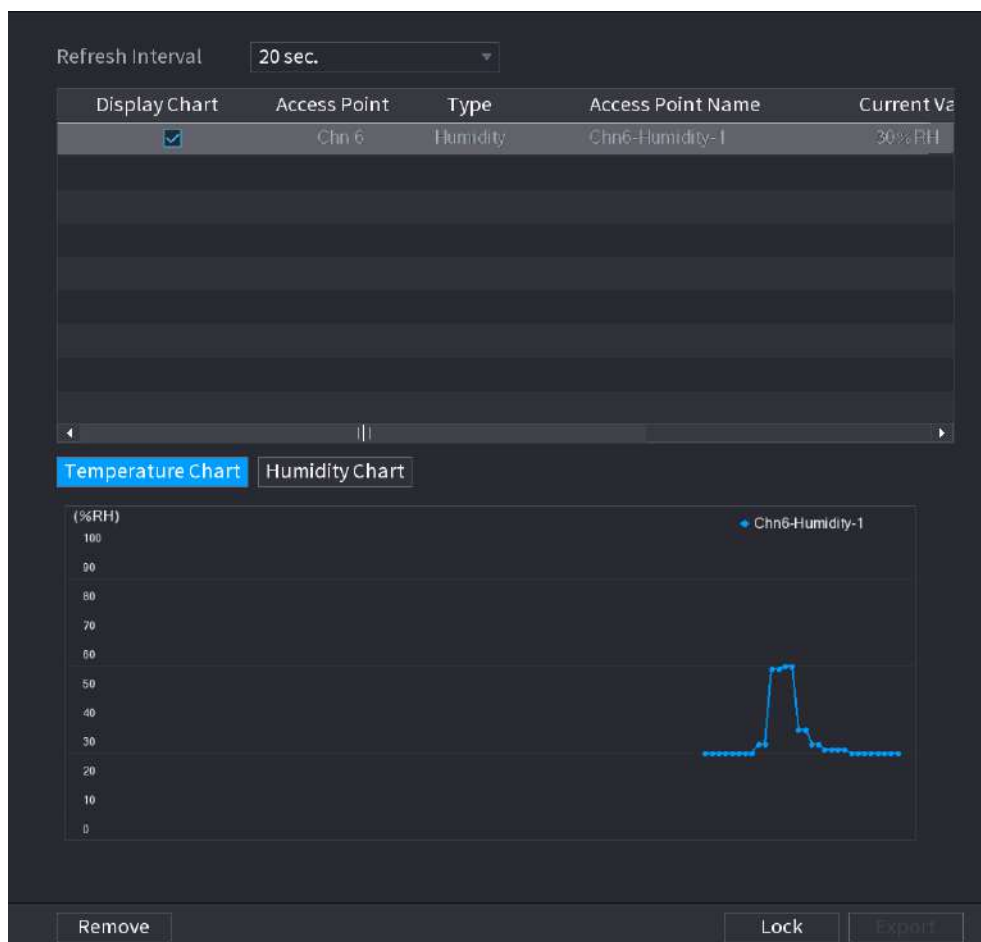 Refresh Interval 20 sec.
Display Chart Access Point Type Access Point Name Current Va
Chn 6 Humidity Chn6-Humidity-1 30% RH
Temperature Chart Humidity Chart
(%RH)
Chn6-Humidity-1
100
90
80
70
60
50
40
30
20
10
0
Remove Lock Export